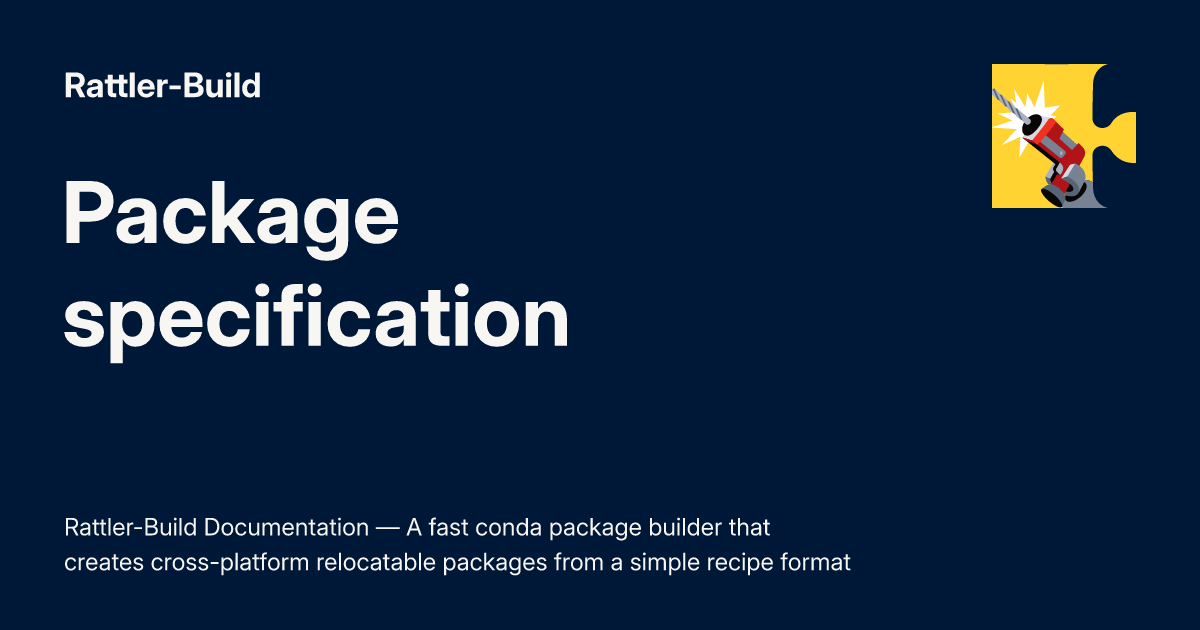 Rattler-Build
Package
specification
Rattler-Build Documentation — A fast conda package builder that
creates cross-platform relocatable packages from a simple recipe format